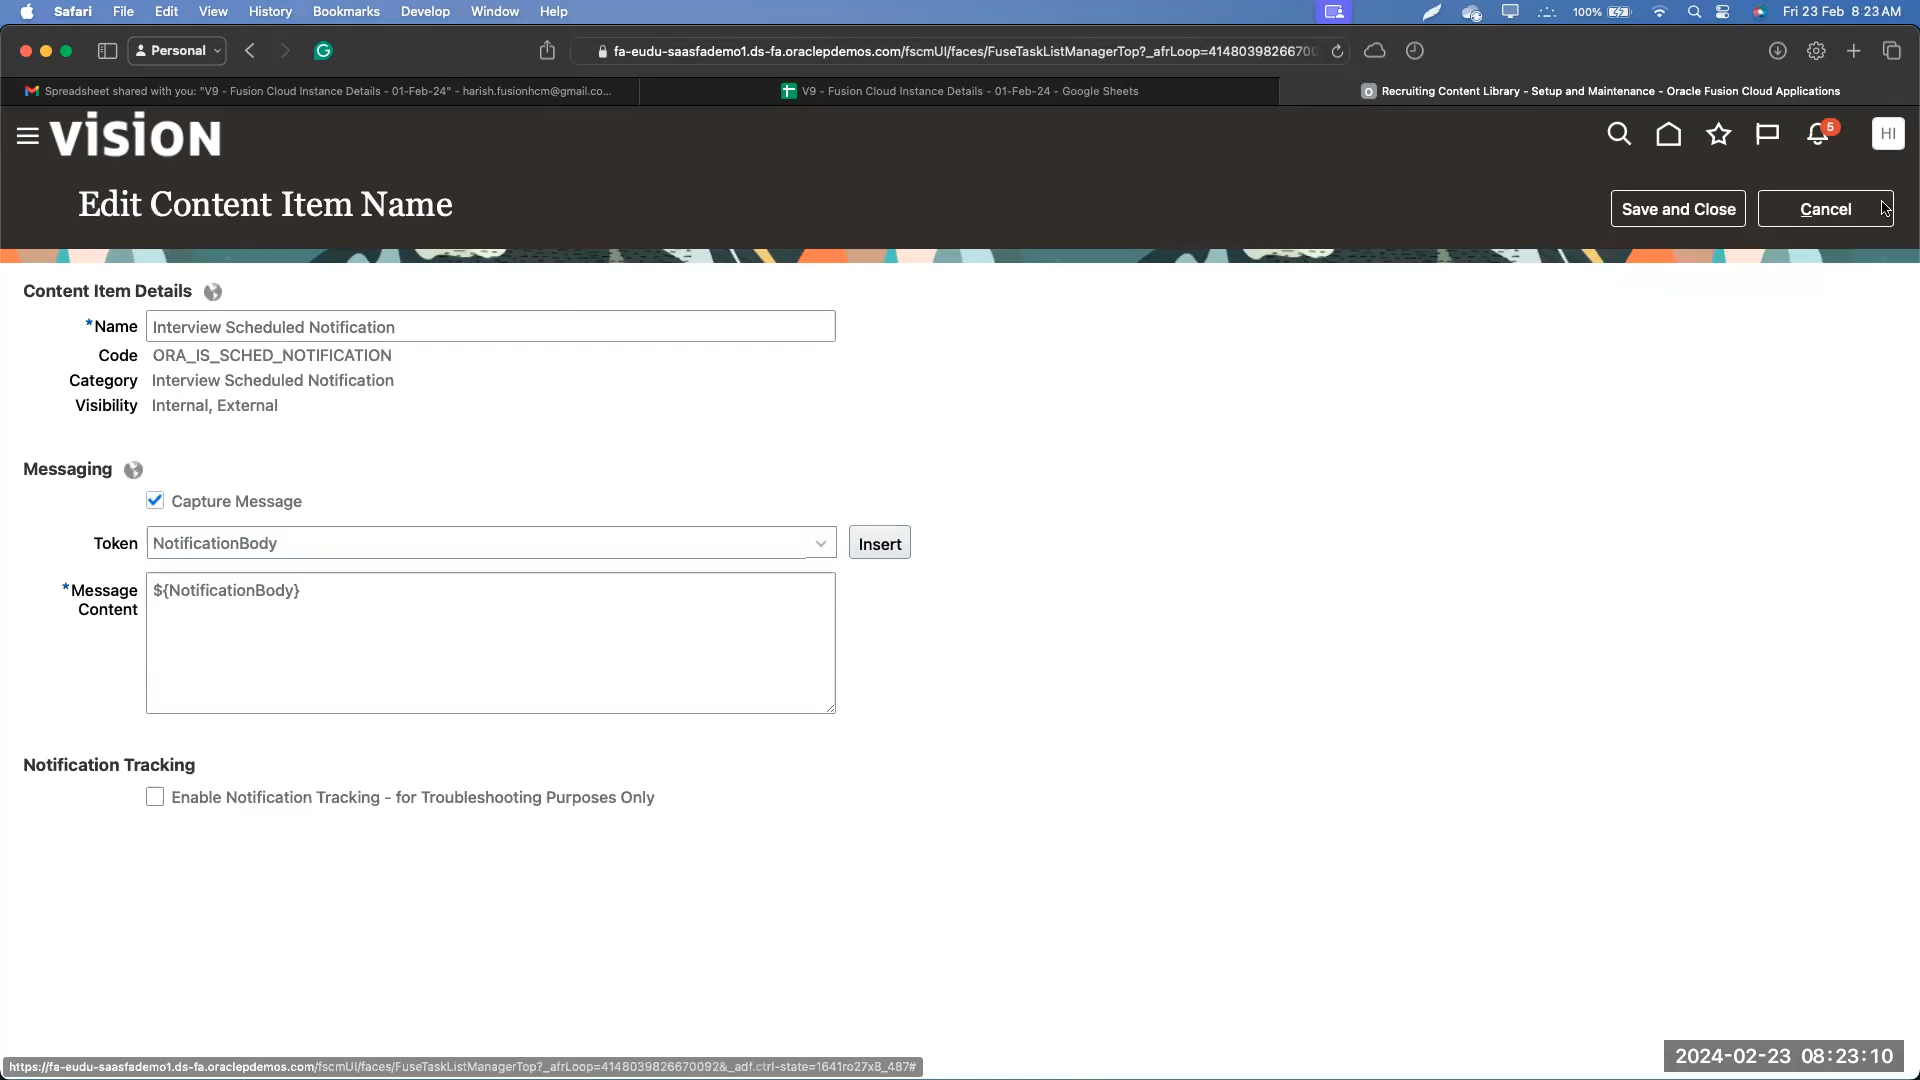 Safari File Edit View History Bookmarks Develop Window Help 100% Fri 23 Feb 8:23 AM
Personal fa-eudu-saasfademo1.ds-fa.oraclepdemos.com/fscmUI/faces/FuseTaskListManagerTop?_afrLoop=4148039826670
Spreadsheet shared with you: "V9 - Fusion Cloud Instance Details - 01-Feb-24" - harish.fusionhcm@gmail.co... V9 - Fusion Cloud Instance Details - 01-Feb-24 - Google Sheets Recruiting Content Library - Setup and Maintenance - Oracle Fusion Cloud Applications
VISION 5 HI
Edit Content Item Name Save and Close Cancel
Content Item Details
*Name Interview Scheduled Notification
Code ORA_IS_SCHED_NOTIFICATION
Category Interview Scheduled Notification
Visibility Internal, External
Messaging
Capture Message
Token NotificationBody Insert
*Message ${NotificationBody}
Content
Notification Tracking
Enable Notification Tracking - for Troubleshooting Purposes Only
2024-02-23 08:23:10
https://fa-eudu-saasfademo1.ds-fa.oraclepdemos.com/fscmUI/faces/FuseTaskListManagerTop?_afrLoop=4148039826670092&_adf.ctrl-state=1641ro27x8_487#